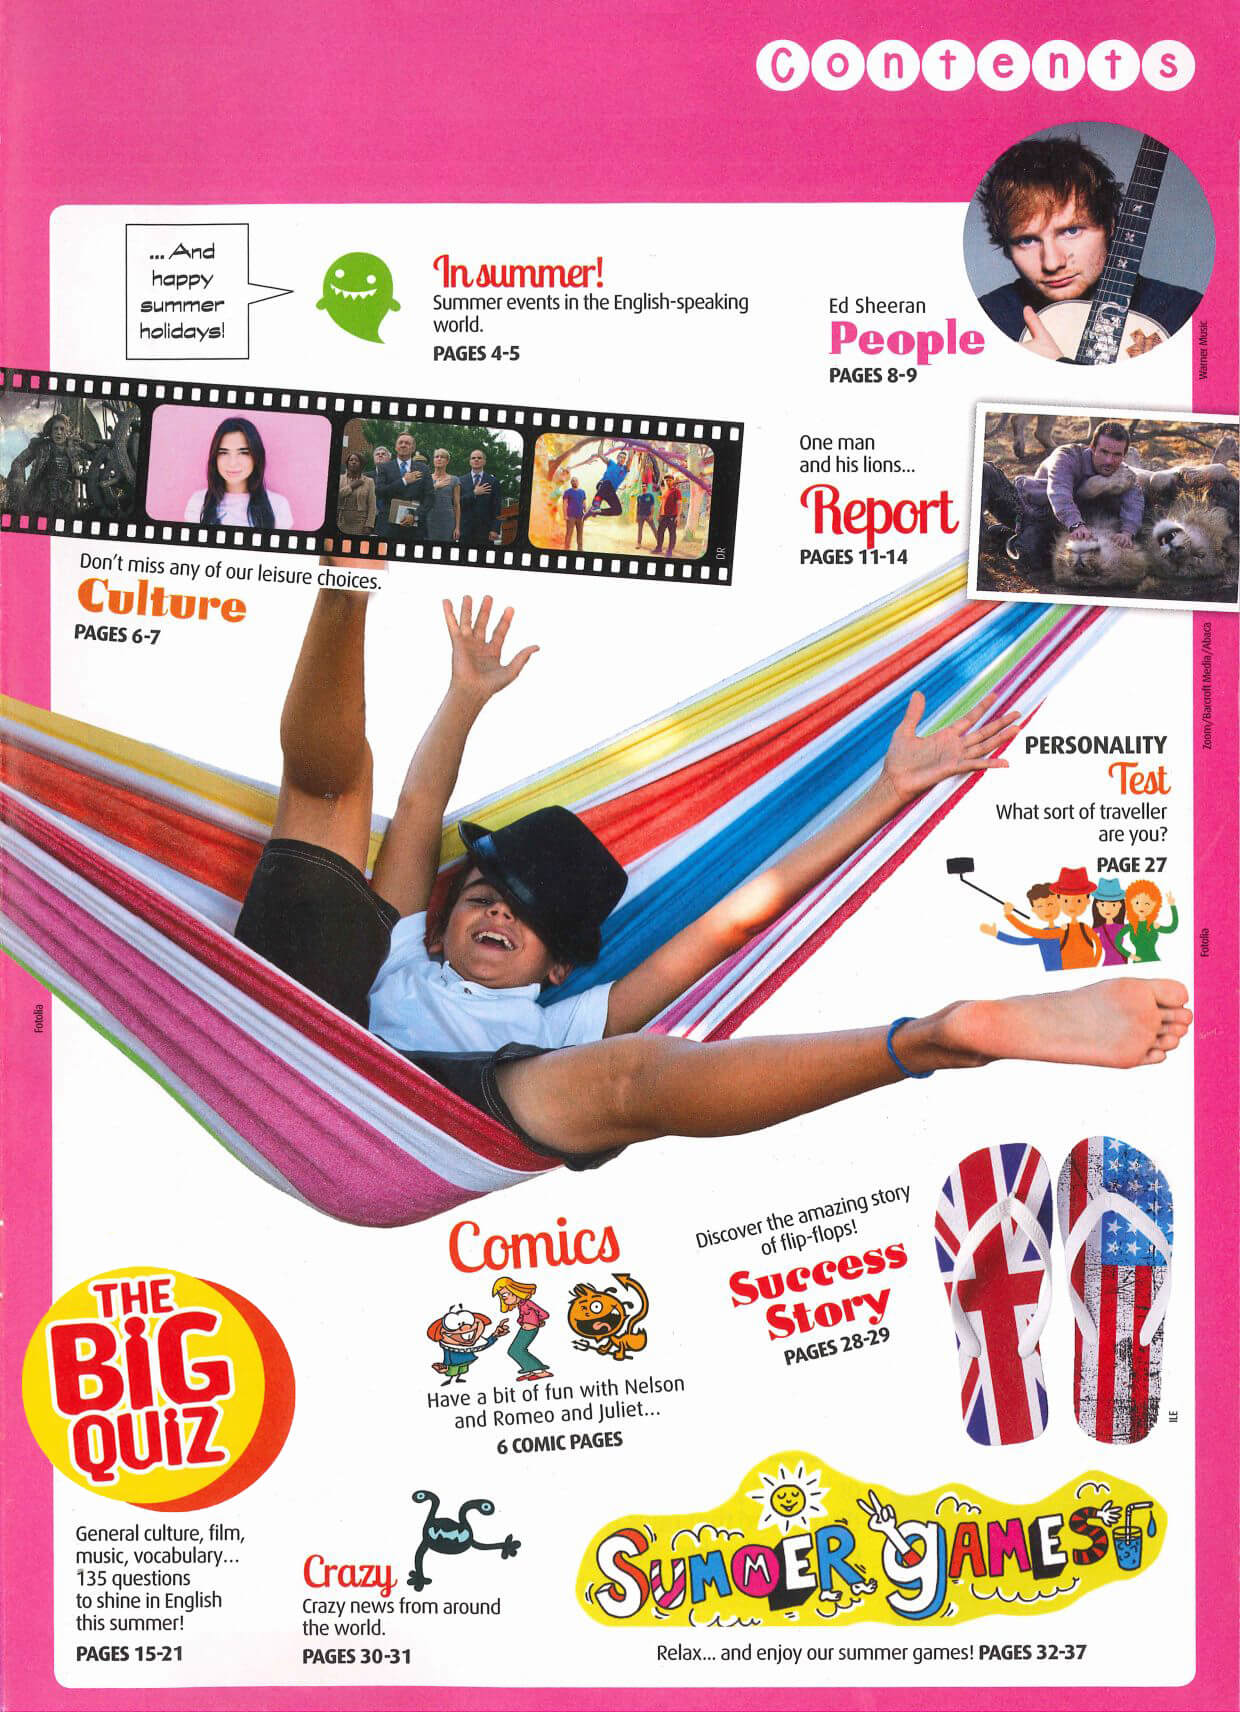 Contents
... And
happy
summer
holidays!
In summer!
Summer events in the English-speaking
world.
PAGES 4-5
Ed Sheeran
People
PAGES 8-9
Warner Music
One man
and his lions...
Report
PAGES 11-14
Zoom/Barcroft Media/Abaca
DR
Don't miss any of our leisure choices.
Culture
PAGES 6-7
PERSONALITY
Test
What sort of traveller
are you?
PAGE 27
Fotolia
Fotolia
Discover the amazing story
of flip-flops!
Success
Story
PAGES 28-29
ILE
Comics
Have a bit of fun with Nelson
and Romeo and Juliet...
6 COMIC PAGES
THE
BiG
QUiZ
General culture, film,
music, vocabulary...
135 questions
to shine in English
this summer!
PAGES 15-21
Crazy
Crazy news from around
the world.
PAGES 30-31
SUMMER GAMES
Relax... and enjoy our summer games! PAGES 32-37